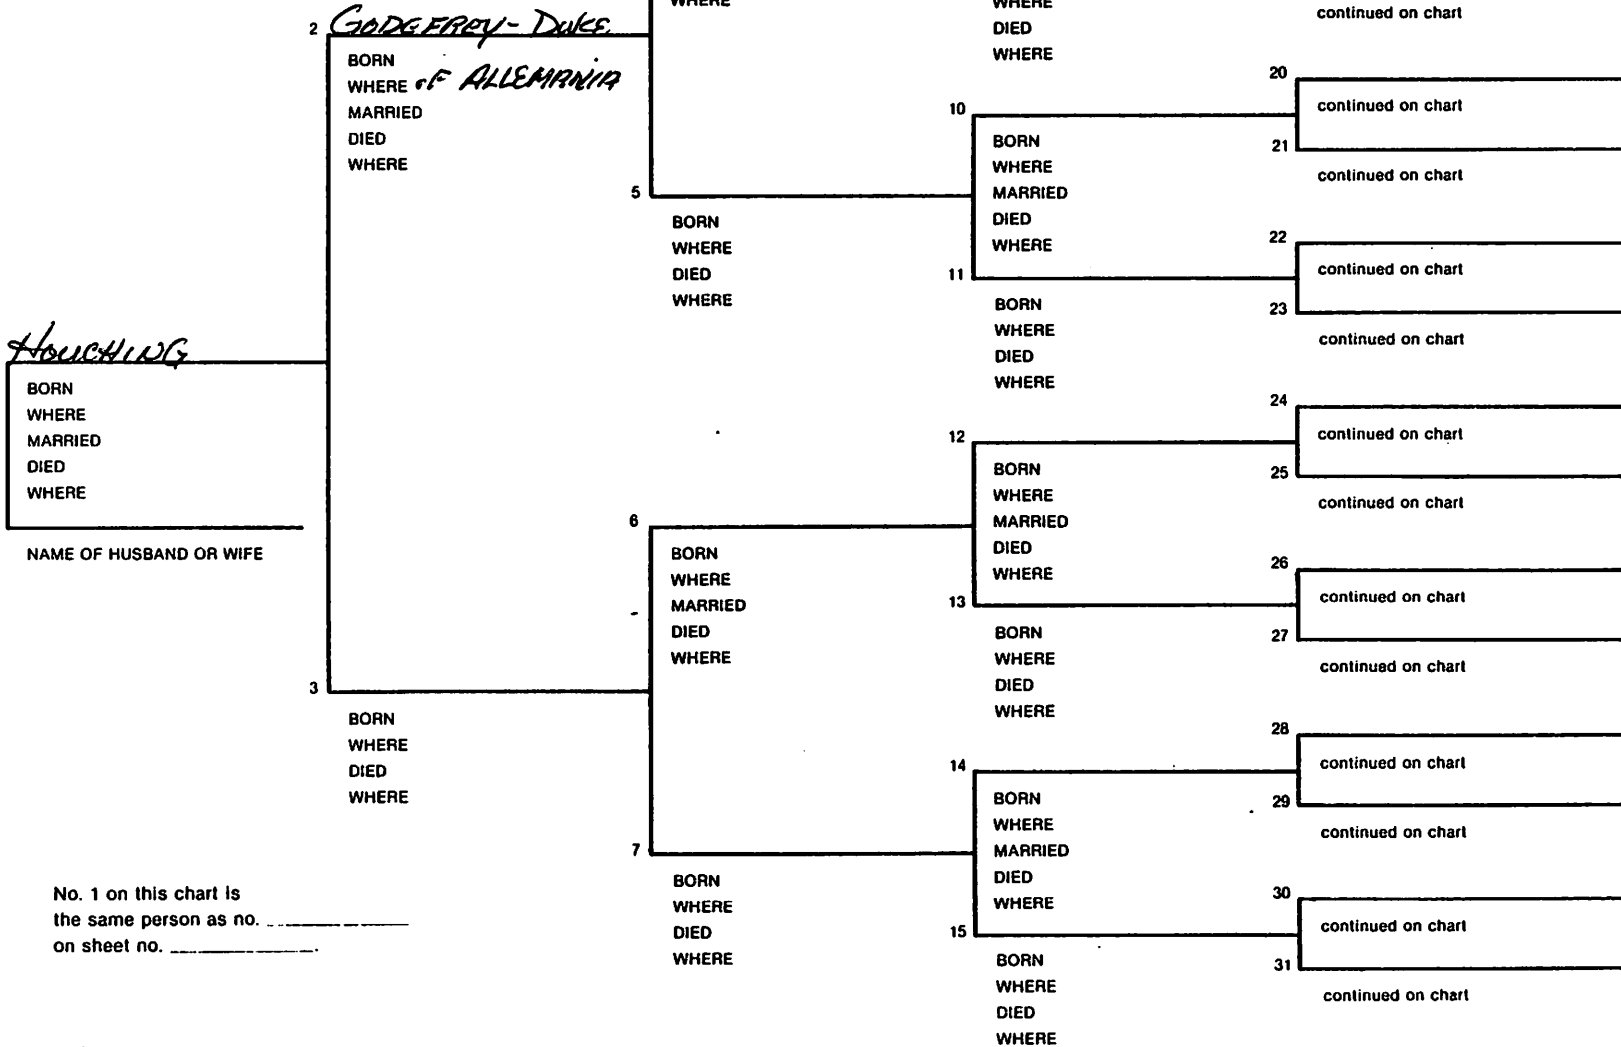 WHERE
WHERE
DIED
WHERE
continued on chart
2 GODEFREY - DUKE
BORN
WHERE OF ALLEMANIA
MARRIED
DIED
WHERE
5
BORN
WHERE
DIED
WHERE
10
BORN
WHERE
MARRIED
DIED
WHERE
11
BORN
WHERE
DIED
WHERE
20
continued on chart
21
continued on chart
22
continued on chart
23
continued on chart
HOUCHING
BORN
WHERE
MARRIED
DIED
WHERE
NAME OF HUSBAND OR WIFE
3
BORN
WHERE
DIED
WHERE
6
BORN
WHERE
MARRIED
DIED
WHERE
7
BORN
WHERE
DIED
WHERE
12
BORN
WHERE
MARRIED
DIED
WHERE
13
BORN
WHERE
DIED
WHERE
14
BORN
WHERE
MARRIED
DIED
WHERE
15
BORN
WHERE
DIED
WHERE
24
continued on chart
25
continued on chart
26
continued on chart
27
continued on chart
28
continued on chart
29
continued on chart
30
continued on chart
31
continued on chart
No. 1 on this chart is
the same person as no.
on sheet no. .